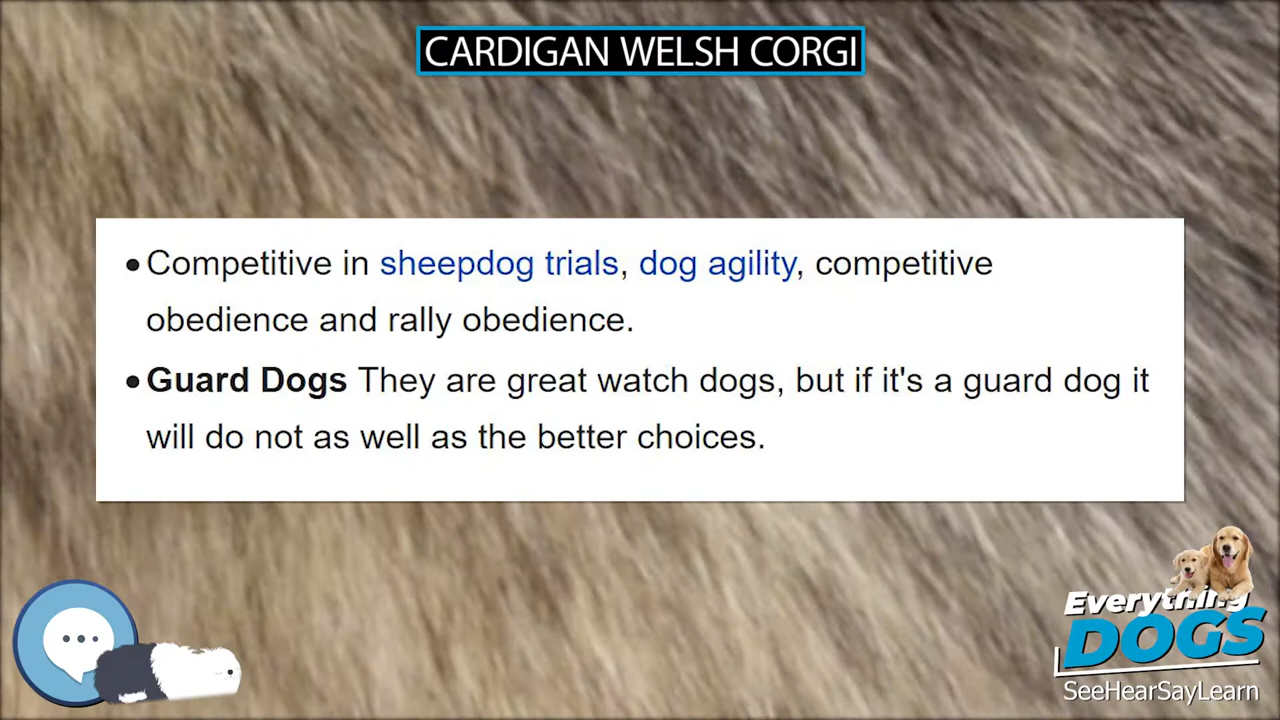 CARDIGAN WELSH CORGI
•Competitive in sheepdog trials, dog agility, competitive
obedience and rally obedience.
•Guard Dogs They are great watch dogs, but if it's a guard dog it
will do not as well as the better choices.
Everything
DOGS
SeeHearSayLearn